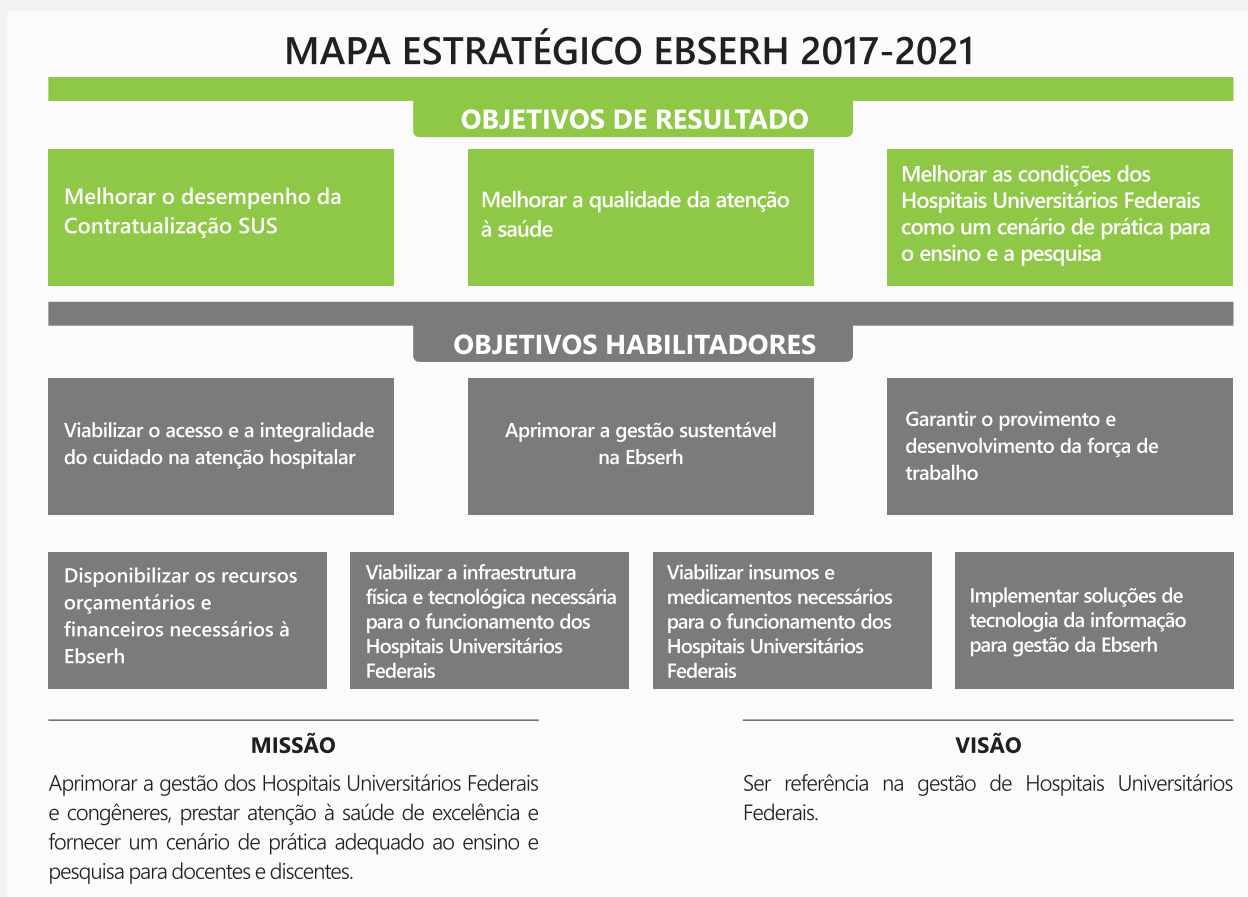 MAPA ESTRATÉGICO EBSERH 2017-2021
OBJETIVOS DE RESULTADO
Melhorar o desempenho da
Contratualização SUS
Melhorar a qualidade da atenção
à saúde
Melhorar as condições dos
Hospitais Universitários Federais
como um cenário de prática para
o ensino e a pesquisa
OBJETIVOS HABILITADORES
Viabilizar o acesso e a integralidade
do cuidado na atenção hospitalar
Aprimorar a gestão sustentável
na Ebserh
Garantir o provimento e
desenvolvimento da força de
trabalho
Disponibilizar os recursos
orçamentários e
financeiros necessários à
Ebserh
Viabilizar a infraestrutura
física e tecnológica necessária
para o funcionamento dos
Hospitais Universitários
Federais
Viabilizar insumos e
medicamentos necessários
para o funcionamento dos
Hospitais Universitários
Federais
Implementar soluções de
tecnologia da informação
para gestão da Ebserh
MISSÃO
Aprimorar a gestão dos Hospitais Universitários Federais
e congêneres, prestar atenção à saúde de excelência e
fornecer um cenário de prática adequado ao ensino e
pesquisa para docentes e discentes.
VISÃO
Ser referência na gestão de Hospitais Universitários
Federais.